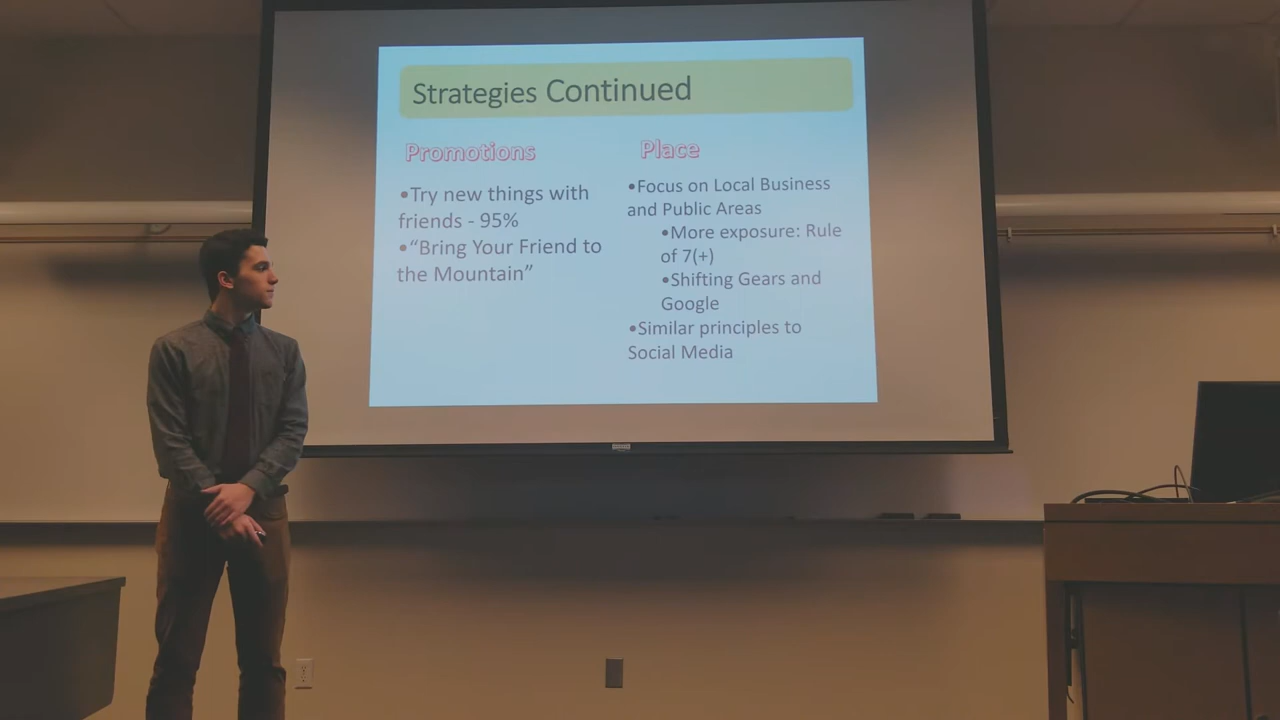 Strategies Continued
Promotions
•Try new things with
friends - 95%
•“Bring Your Friend to
the Mountain”
Place
•Focus on Local Business
and Public Areas
•More exposure: Rule
of 7(+)
•Shifting Gears and
Google
•Similar principles to
Social Media